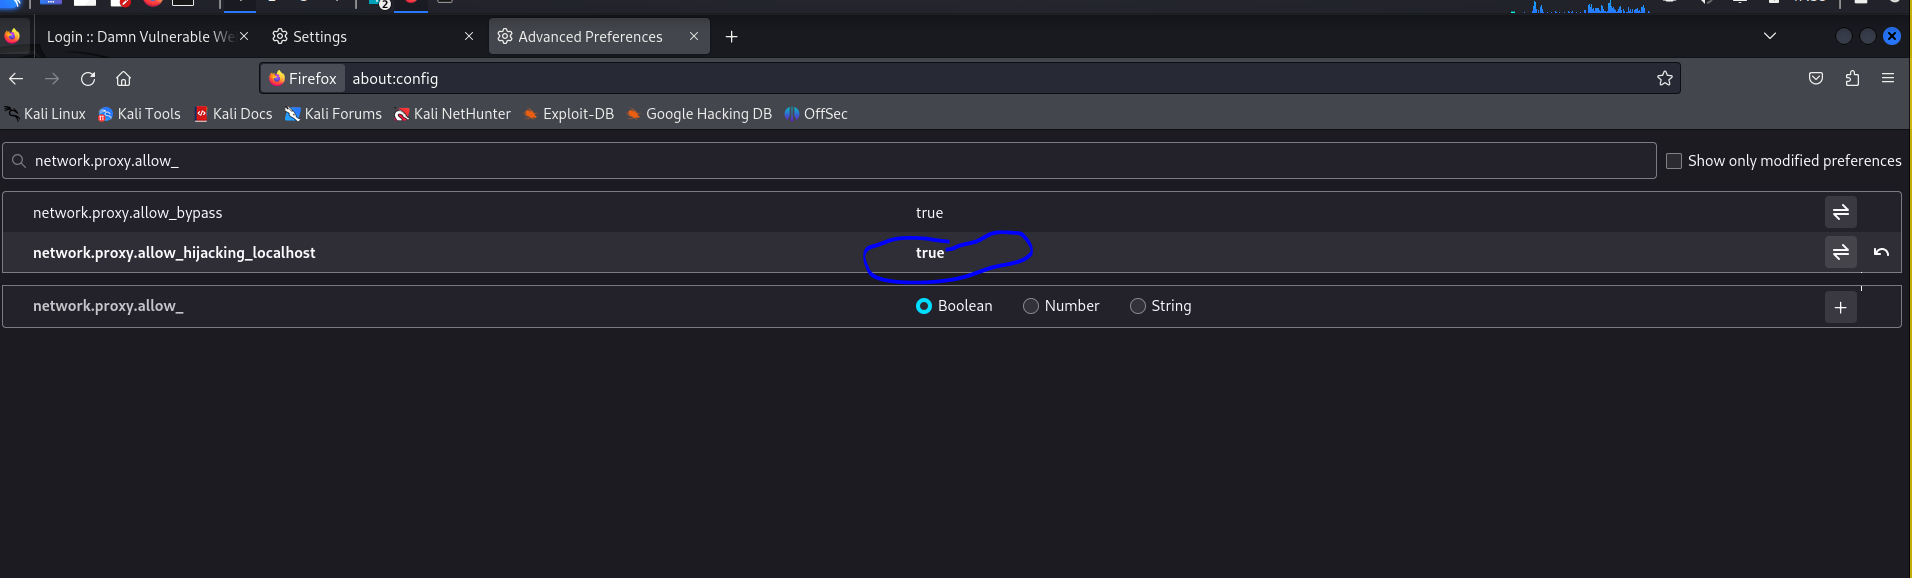 2
Login :: Damn Vulnerable We
Settings
Advanced Preferences
Firefox
about:config
Kali Linux
Kali Tools
Kali Docs
Kali Forums
Kali NetHunter
Exploit-DB
Google Hacking DB
OffSec
network.proxy.allow_
Show only modified preferences
network.proxy.allow_bypass
true
network.proxy.allow_hijacking_localhost
true
network.proxy.allow_
Boolean
Number
String